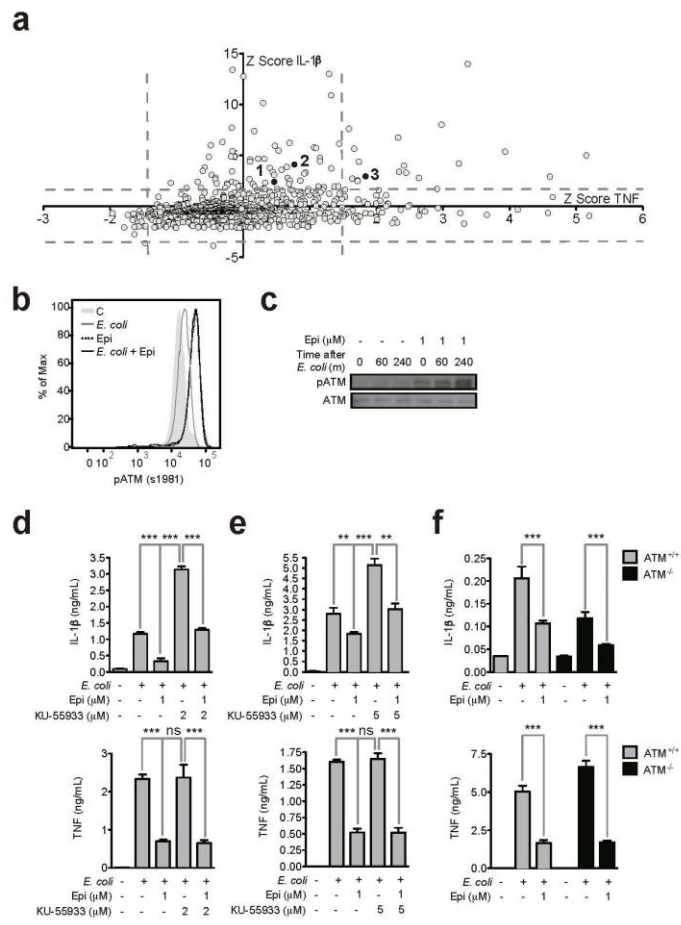 a
Z Score IL-1β
15
10
5
1 2 3
Z Score TNF
-3 -2 -1 0 1 2 3 4 5 6
-5
b
C
E. coli
Epi
E. coli + Epi
% of Max
100
80
60
40
20
0
0 10² 10³ 10⁴ 10⁵
pATM (s1981)
c
Epi (µM) - - - 1 1 1
Time after
E. coli (m) 0 60 240 0 60 240
pATM
ATM
d
*** *** ***
IL-1β (ng/mL)
3.5
3.0
2.5
2.0
1.5
1.0
0.5
0.0
E. coli - + + + +
Epi (µM) - - 1 - 1
KU-55933 (µM) - - - 2 2
*** ns ***
TNF (ng/mL)
3
2
1
0
E. coli - + + + +
Epi (µM) - - 1 - 1
KU-55933 (µM) - - - 2 2
e
** *** **
IL-1β (ng/mL)
5.5
5.0
4.5
4.0
3.5
3.0
2.5
2.0
1.5
1.0
0.5
0.0
E. coli - + + + +
Epi (µM) - - 1 - 1
KU-55933 (µM) - - - 5 5
*** ns ***
TNF (ng/mL)
1.75
1.50
1.25
1.00
0.75
0.50
0.25
0.00
E. coli - + + + +
Epi (µM) - - 1 - 1
KU-55933 (µM) - - - 5 5
f
*** ***
ATM+/+
ATM-/-
IL-1β (ng/mL)
0.25
0.20
0.15
0.10
0.05
0.00
E. coli - + + - + +
Epi (µM) - - 1 - - 1
*** ***
ATM+/+
ATM-/-
TNF (ng/mL)
7.5
5.0
2.5
0.0
E. coli - + + - + +
Epi (µM) - - 1 - - 1